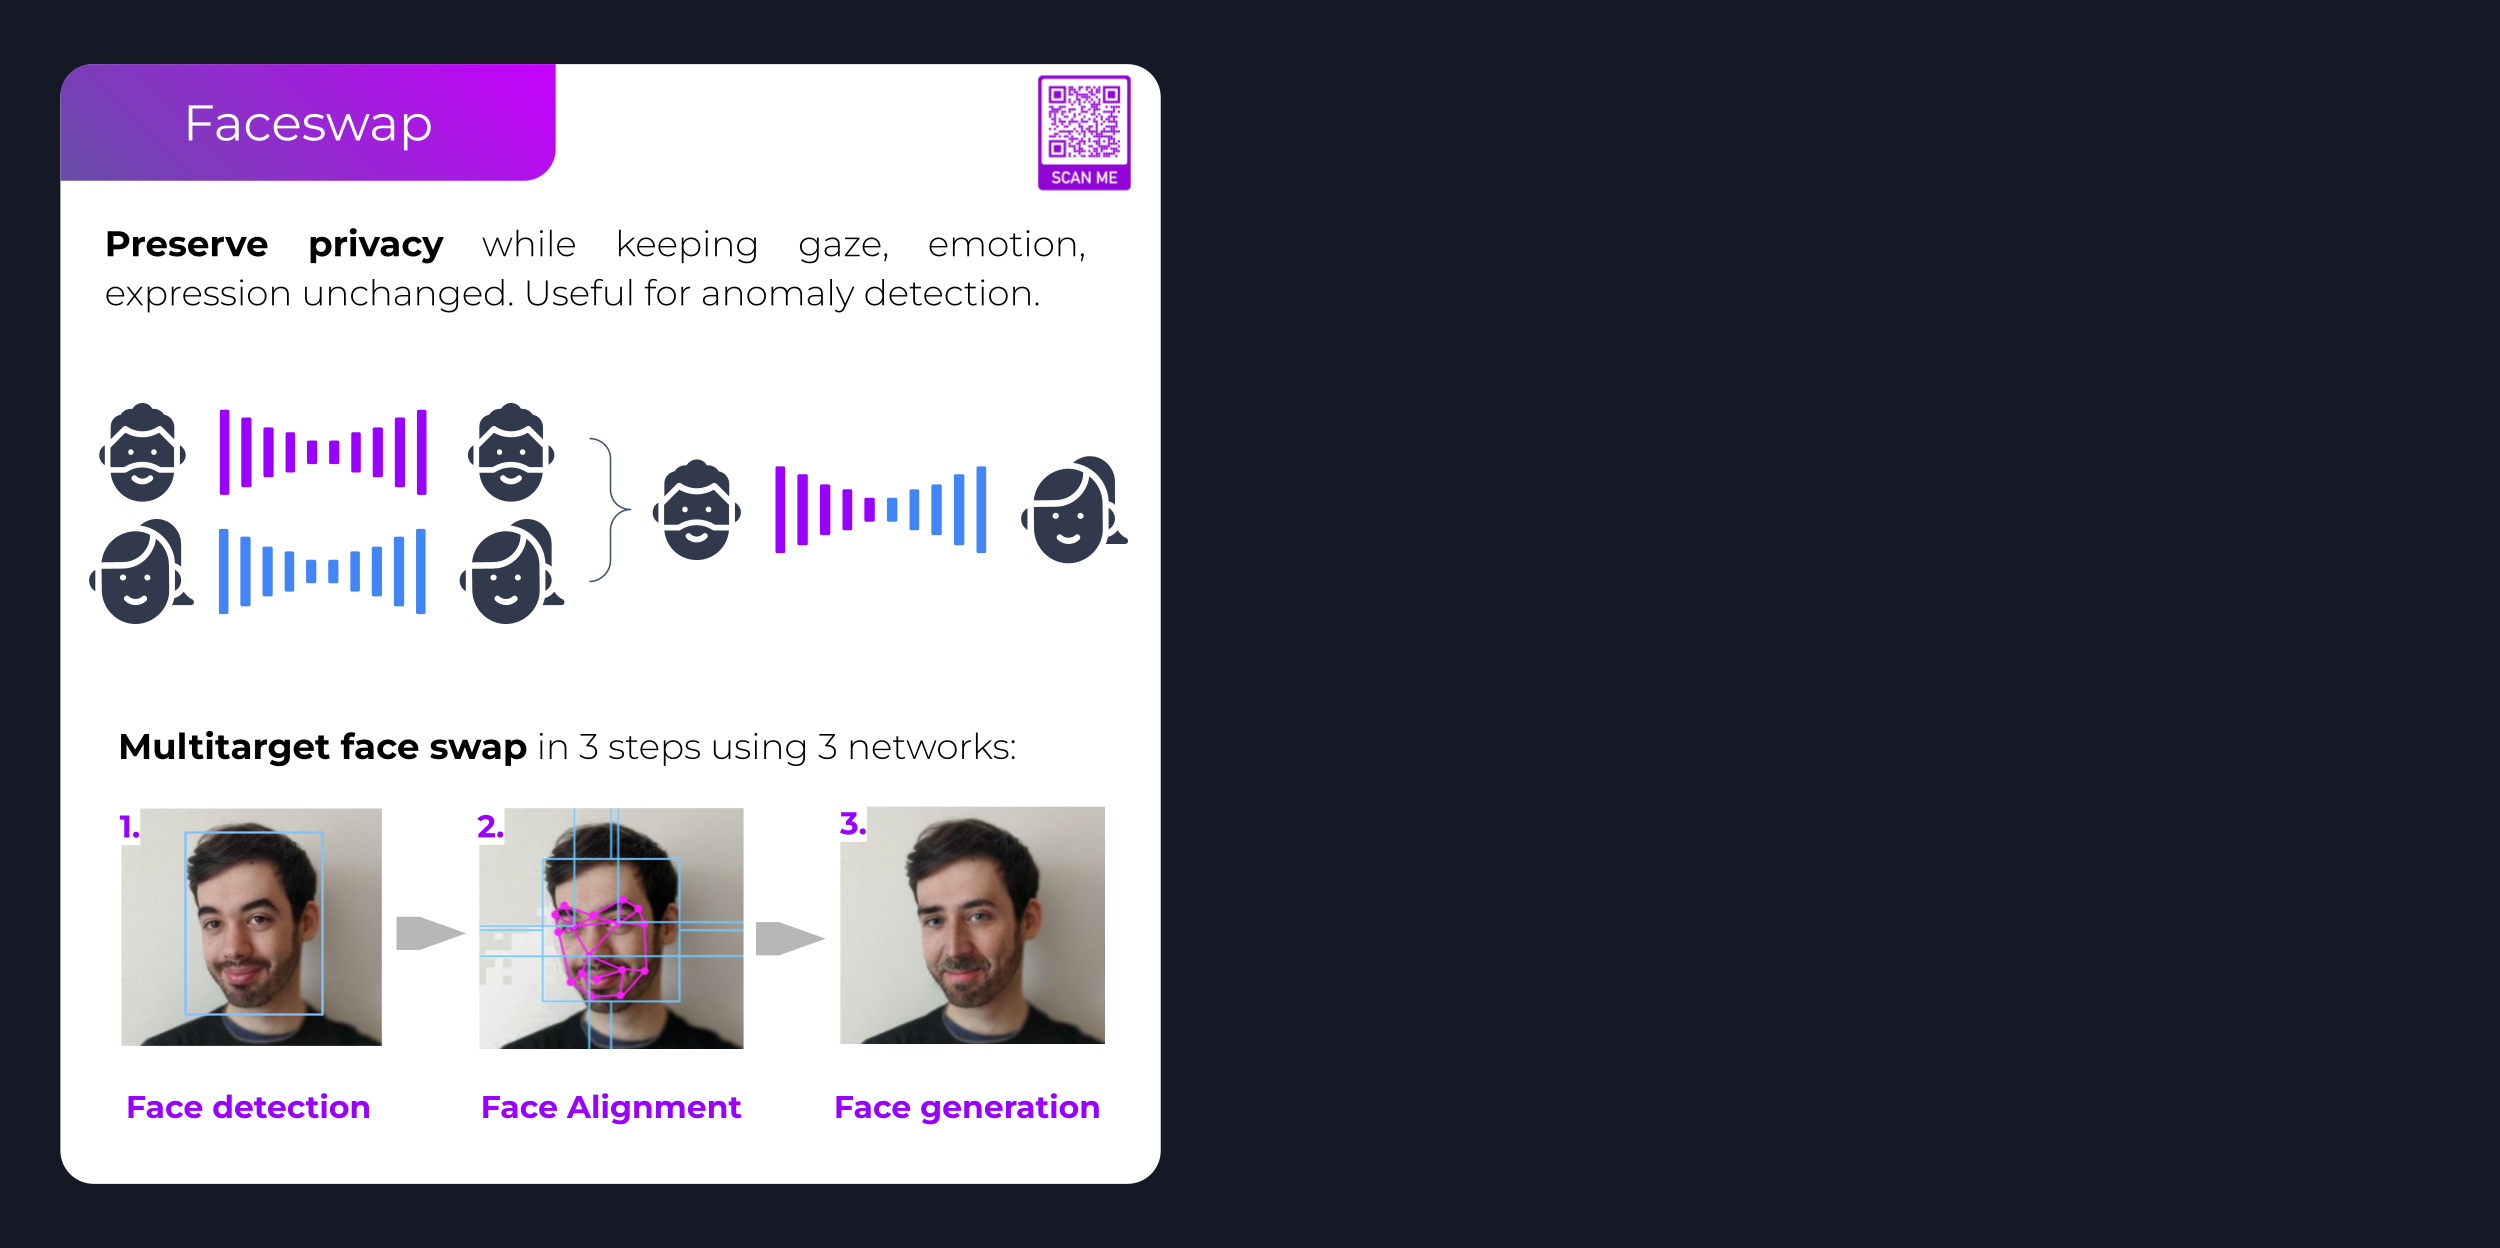 Faceswap
SCAN ME
Preserve privacy while keeping gaze, emotion,
expression unchanged. Useful for anomaly detection.
Multitarget face swap in 3 steps using 3 networks:
1.
2.
3.
Face detection
Face Alignment
Face generation